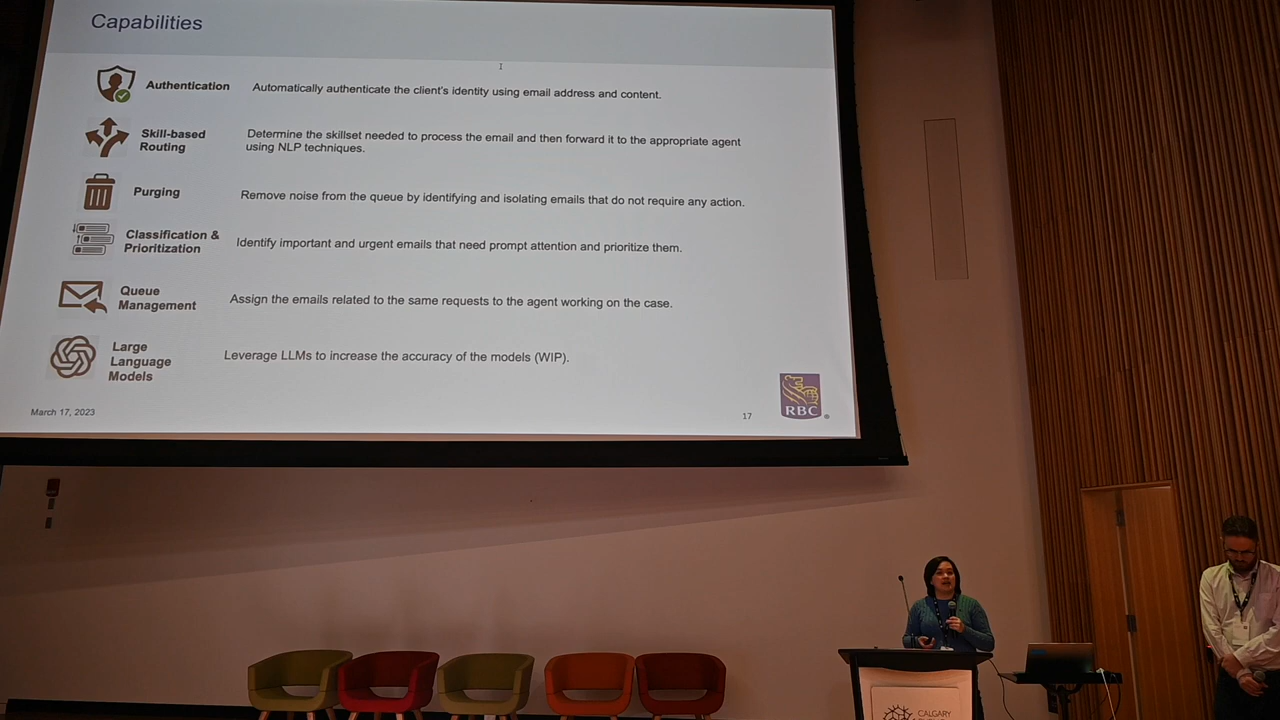 Capabilities
Authentication
Automatically authenticate the client's identity using email address and content.
Skill-based
Routing
Determine the skillset needed to process the email and then forward it to the appropriate agent
using NLP techniques.
Purging
Remove noise from the queue by identifying and isolating emails that do not require any action.
Classification &
Prioritization
Identify important and urgent emails that need prompt attention and prioritize them.
Queue
Management
Assign the emails related to the same requests to the agent working on the case.
Large
Language
Models
Leverage LLMs to increase the accuracy of the models (WIP).
March 17, 2023
17
RBC
®
CALGARY